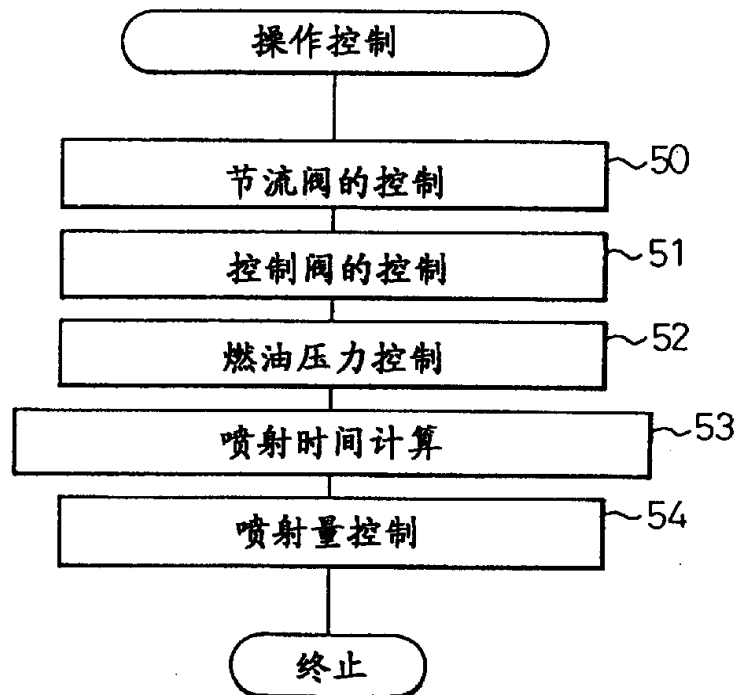 操作控制
节流阀的控制
50
控制阀的控制
51
燃油压力控制
52
喷射时间计算
53
喷射量控制
54
终止